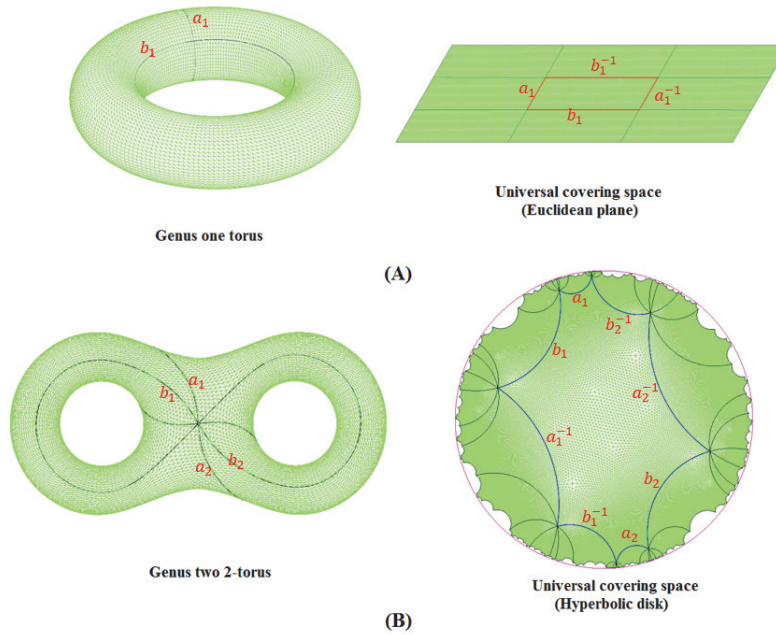 a₁
b₁
b₁⁻¹
a₁
a₁⁻¹
b₁
Genus one torus
Universal covering space
(Euclidean plane)
(A)
a₁
b₁
a₂
b₂
a₁
b₂⁻¹
b₁
a₂⁻¹
a₁⁻¹
b₂
b₁⁻¹
a₂
Genus two 2-torus
Universal covering space
(Hyperbolic disk)
(B)